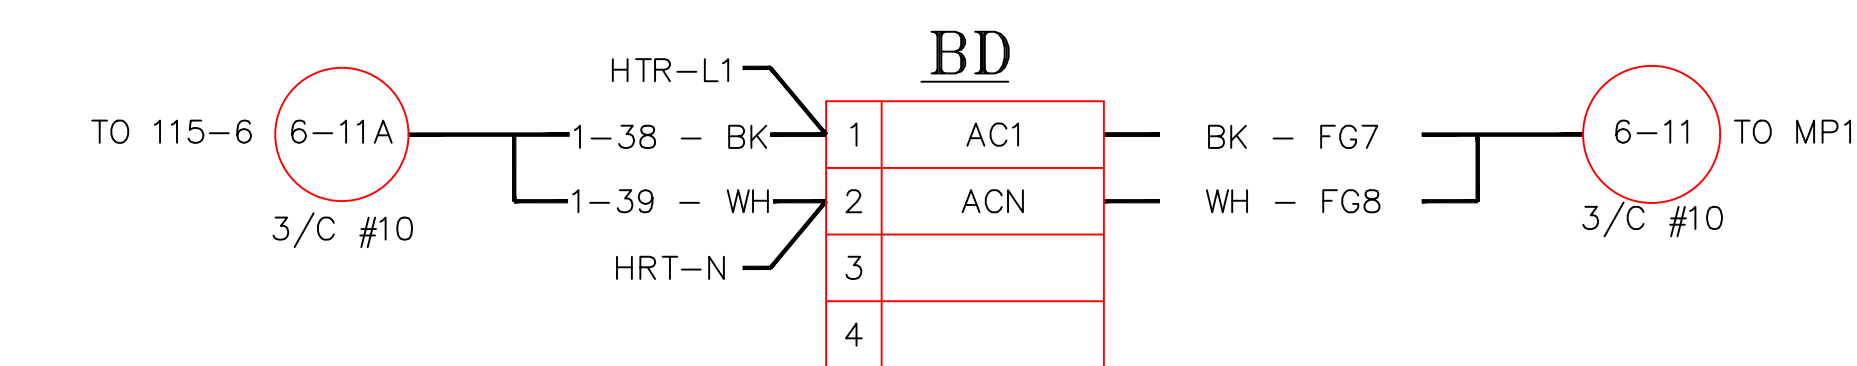 BD
HTR-L1
TO 115-6 6-11A 1-38 - BK 1 AC1 BK - FG7 6-11 TO MP1
1-39 - WH 2 ACN WH - FG8
3/C #10 3/C #10
HRT-N 3
4